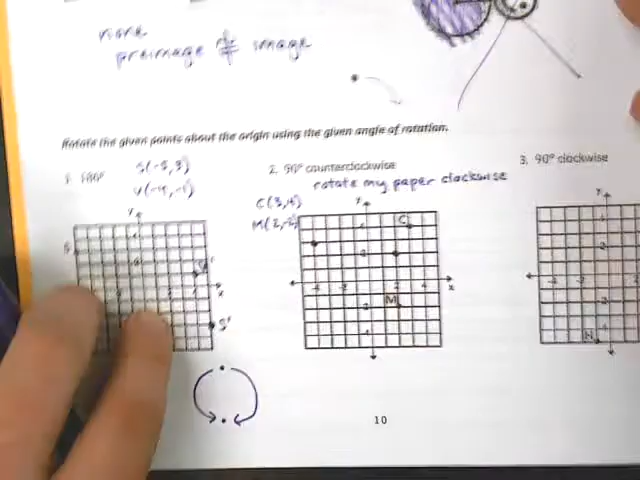 more
preimage & image
Rotate the given points about the origin using the given angle of rotation.
1. 180°
S(-5,3)
V(-4,-1)
2. 90° counterclockwise
rotate my paper clockwise
C(3,4)
M(2,-2)
3. 90° clockwise
y
x
S'
y
C
M
x
y
N
10